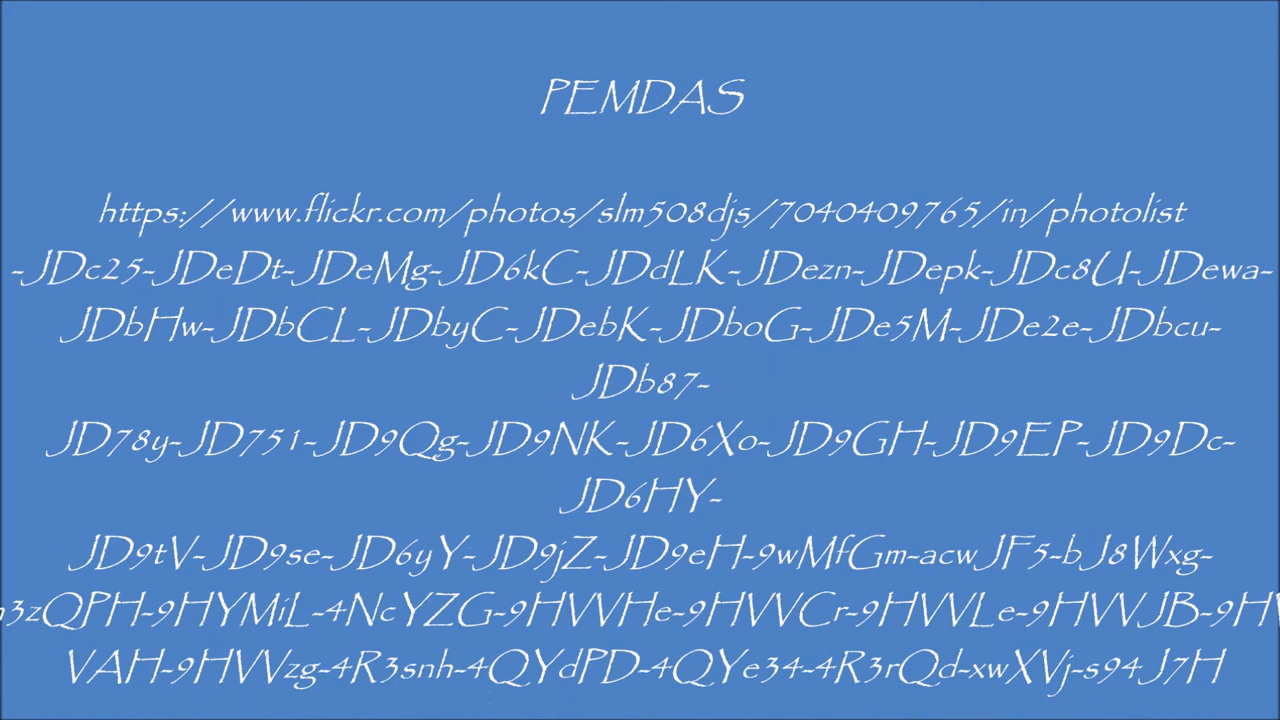 PEMDAS
https://www.flickr.com/photos/slm508djs/7040409765/in/photolist
-JDc25-JDeDt-JDeMg-JD6kC-JDdLK-JDezn-JDepk-JDc8U-JDewa-
JDbHw-JDbCL-JDbyC-JDebK-JDboG-JDe5M-JDe2e-JDbcu-
JDb87-
JD78y-JD751-JD9Qg-JD9NK-JD6Xo-JD9GH-JD9EP-JD9Dc-
JD6HY-
JD9tV-JD9se-JD6yY-JD9jZ-JD9eH-9wMfGm-acwJF5-bJ8Wxg-
3zQPH-9HYMiL-4NcYZG-9HVVHe-9HVVCr-9HVVLe-9HVVJB-9H
VAH-9HVVzg-4R3snh-4QYdPD-4QYe34-4R3rQd-xwXVj-s94J7H